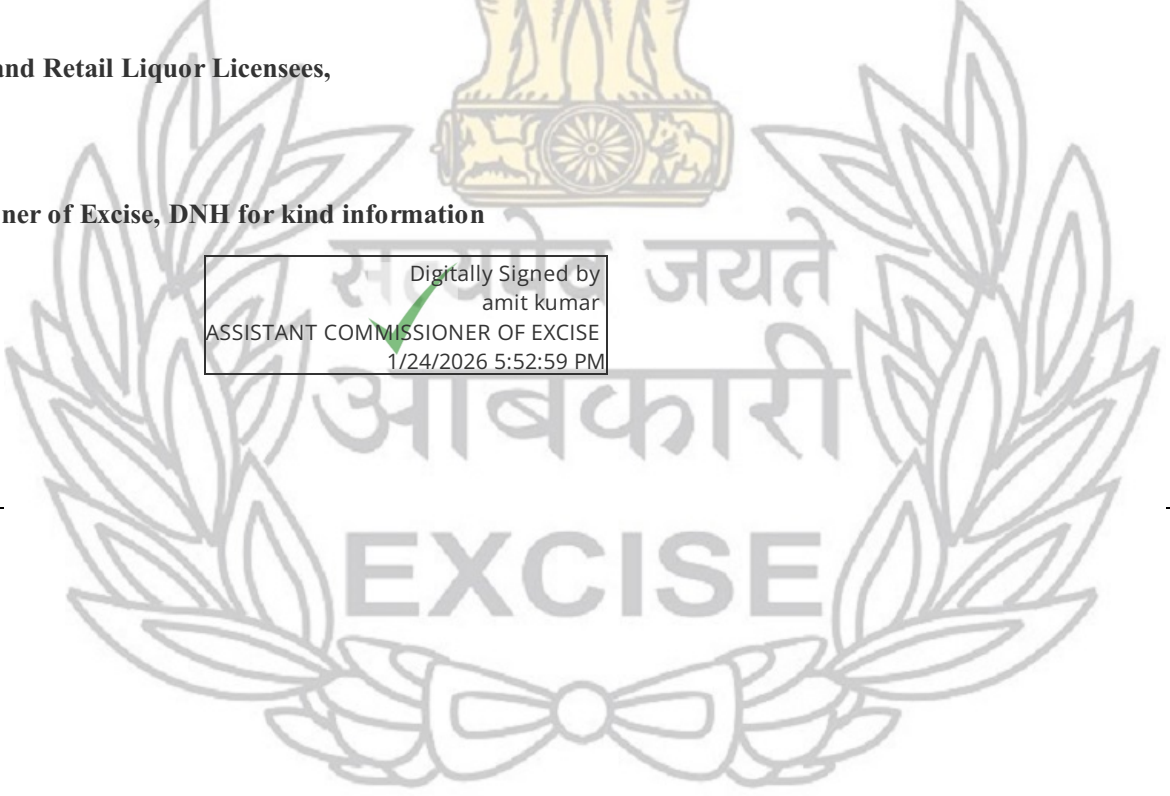 and Retail Liquor Licensees,
ner of Excise, DNH for kind information
सत्यमेव जयते
Digitally Signed by
amit kumar
ASSISTANT COMMISSIONER OF EXCISE
1/24/2026 5:52:59 PM
आबकारी
EXCISE